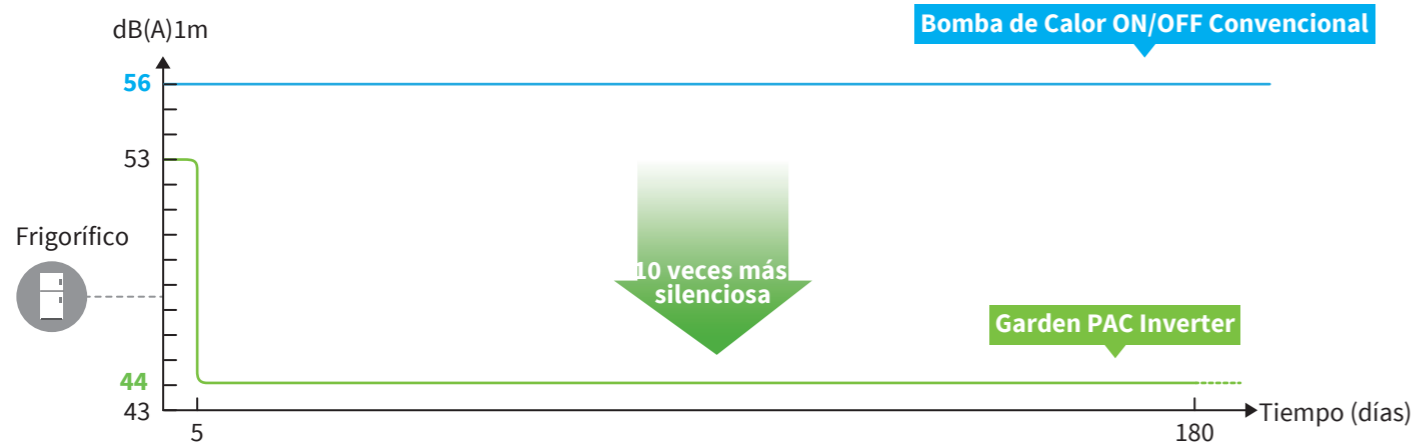 dB(A)1m
Bomba de Calor ON/OFF Convencional
56
53
Frigorífico
10 veces más
silenciosa
Garden PAC Inverter
44
43
Tiempo (días)
5
180